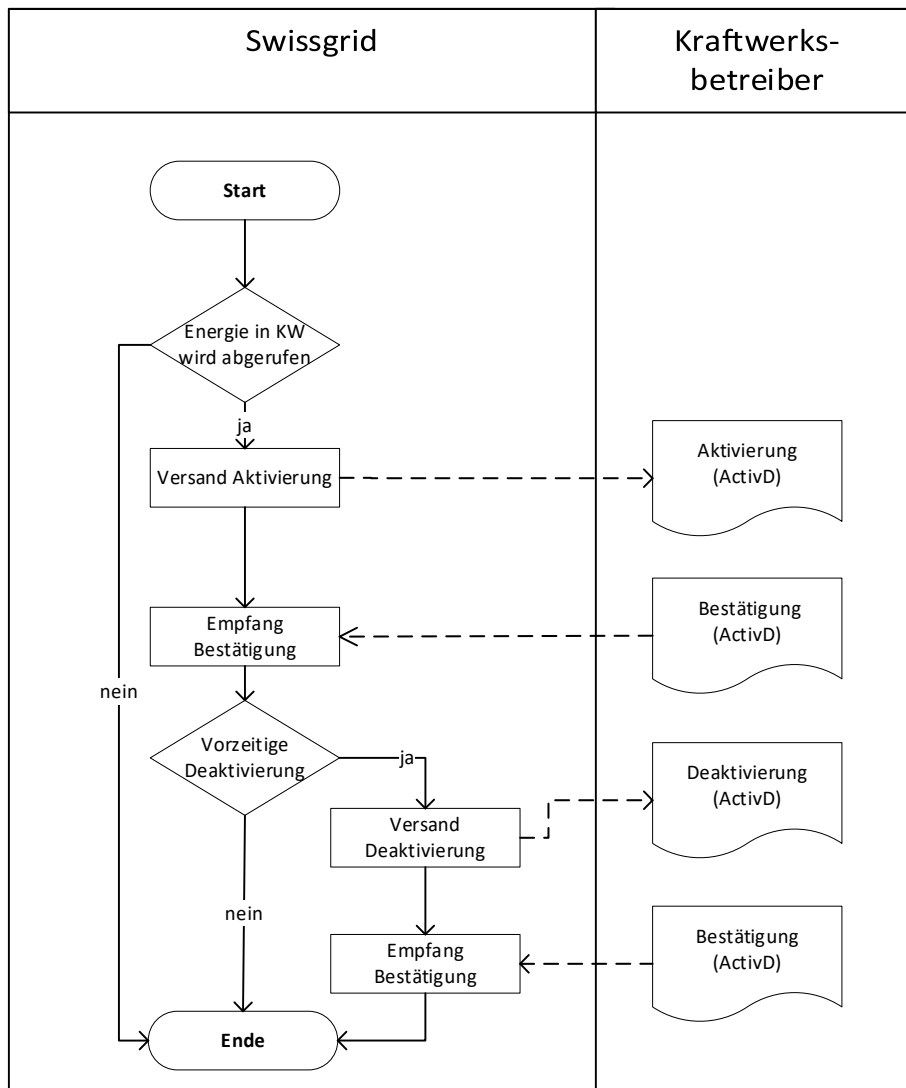 Swissgrid
Kraftwerks-
betreiber
Start
Energie in KW
wird abgerufen
ja
Versand Aktivierung
Aktivierung
(ActivD)
Empfang
Bestätigung
Bestätigung
(ActivD)
nein
Vorzeitige
Deaktivierung
ja
Deaktivierung
(ActivD)
Versand
Deaktivierung
nein
Empfang
Bestätigung
Bestätigung
(ActivD)
Ende